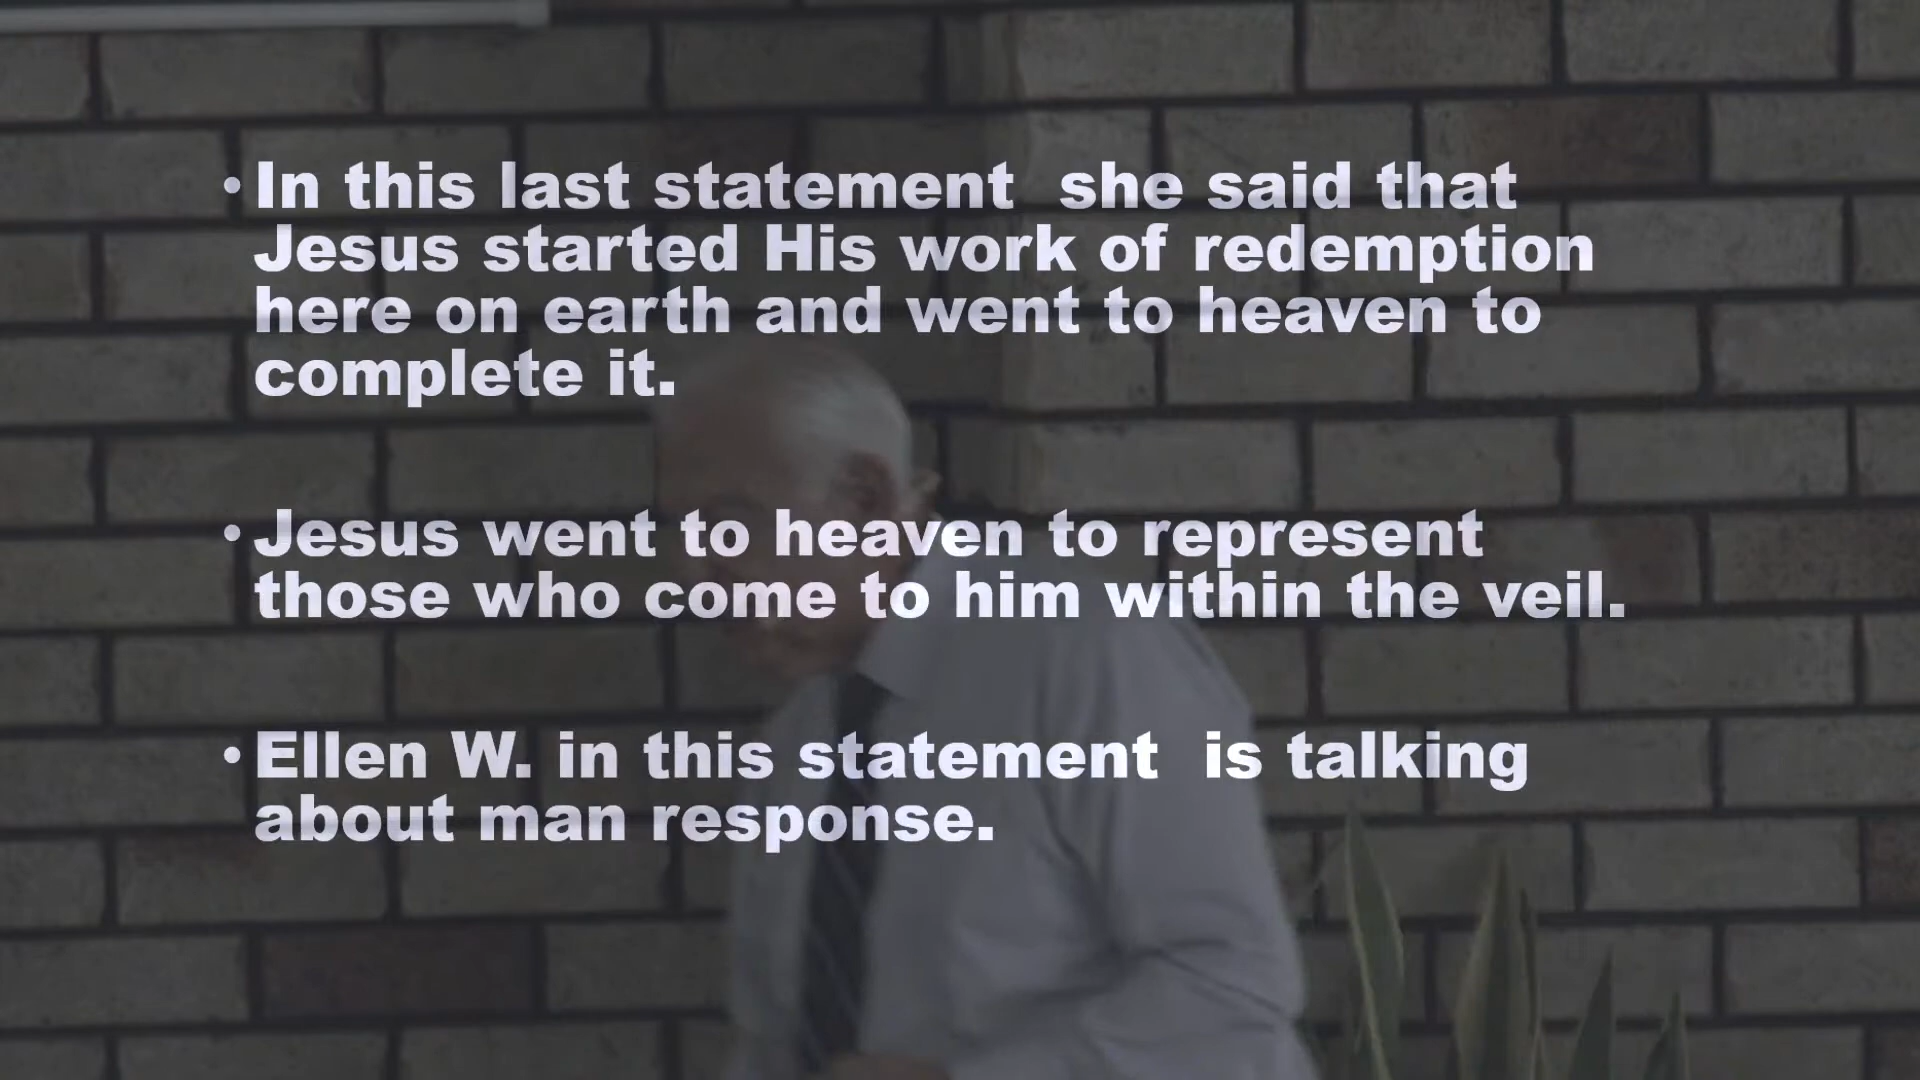 • In this last statement  she said that
Jesus started His work of redemption
here on earth and went to heaven to
complete it.
• Jesus went to heaven to represent
those who come to him within the veil.
• Ellen W. in this statement  is talking
about man response.